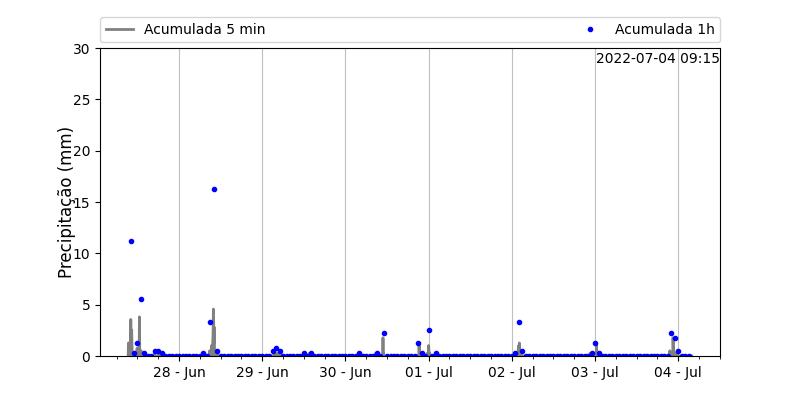 Acumulada 5 min
Acumulada 1h
2022-07-04 09:15
Precipitação (mm)
30
25
20
15
10
5
0
28 - Jun
29 - Jun
30 - Jun
01 - Jul
02 - Jul
03 - Jul
04 - Jul